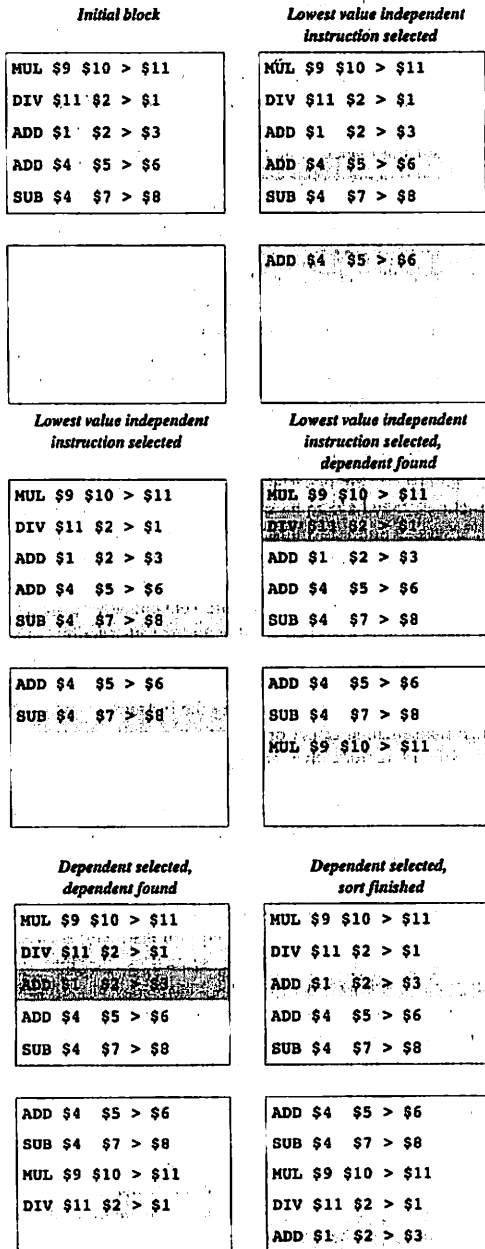 Initial block
MUL $9 $10 > $11
DIV $11 $2 > $1
ADD $1 $2 > $3
ADD $4 $5 > $6
SUB $4 $7 > $8
Lowest value independent
instruction selected
MUL $9 $10 > $11
DIV $11 $2 > $1
ADD $1 $2 > $3
ADD $4 $5 > $6
SUB $4 $7 > $8
ADD $4 $5 > $6
Lowest value independent
instruction selected
MUL $9 $10 > $11
DIV $11 $2 > $1
ADD $1 $2 > $3
ADD $4 $5 > $6
SUB $4 $7 > $8
ADD $4 $5 > $6
SUB $4 $7 > $8
Lowest value independent
instruction selected,
dependent found
MUL $9 $10 > $11
DIV $11 $2 > $1
ADD $1 $2 > $3
ADD $4 $5 > $6
SUB $4 $7 > $8
ADD $4 $5 > $6
SUB $4 $7 > $8
MUL $9 $10 > $11
Dependent selected,
dependent found
MUL $9 $10 > $11
DIV $11 $2 > $1
ADD $1 $2 > $3
ADD $4 $5 > $6
SUB $4 $7 > $8
ADD $4 $5 > $6
SUB $4 $7 > $8
MUL $9 $10 > $11
DIV $11 $2 > $1
Dependent selected,
sort finished
MUL $9 $10 > $11
DIV $11 $2 > $1
ADD $1 $2 > $3
ADD $4 $5 > $6
SUB $4 $7 > $8
ADD $4 $5 > $6
SUB $4 $7 > $8
MUL $9 $10 > $11
DIV $11 $2 > $1
ADD $1 $2 > $3